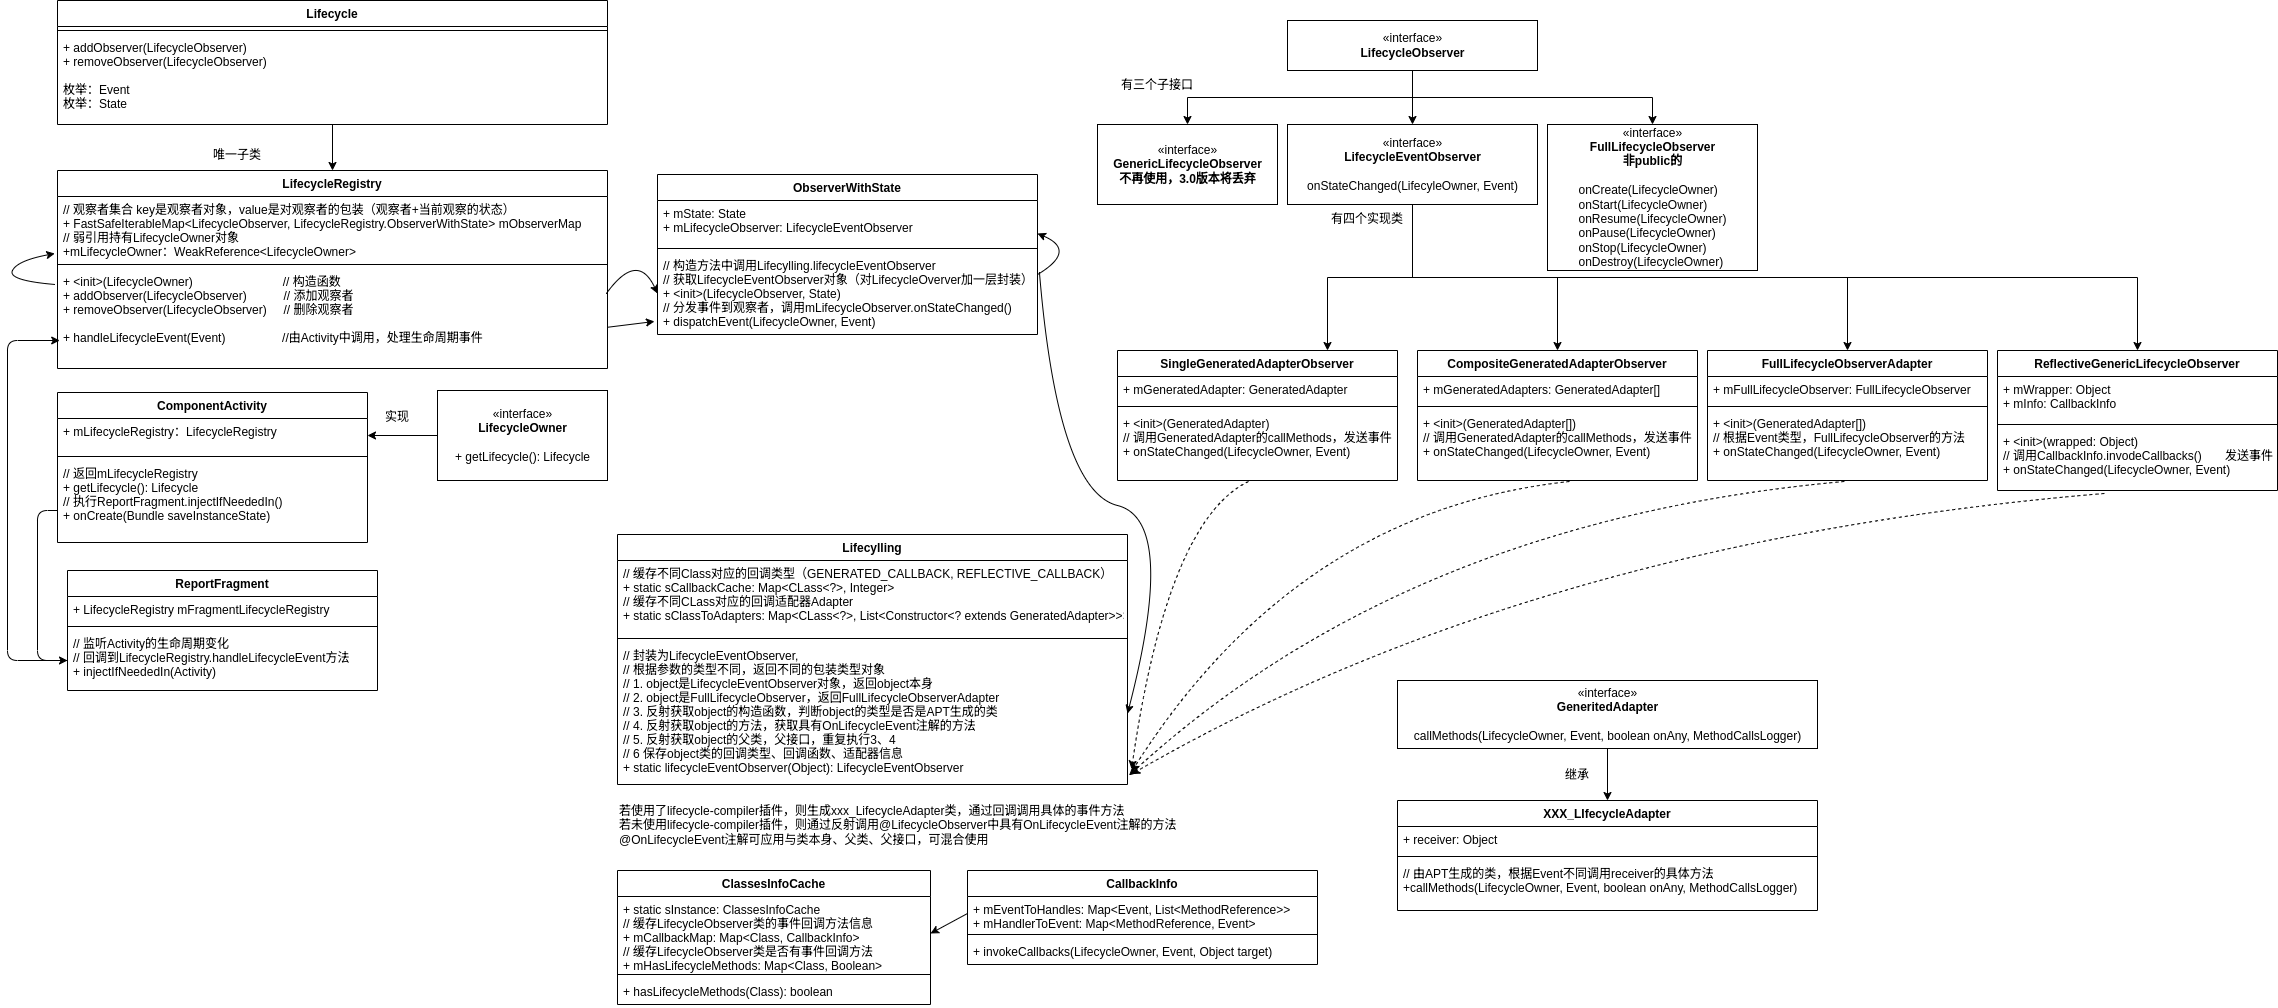 Lifecycle
+ addObserver(LifecycleObserver)
+ removeObserver(LifecycleObserver)
枚举：Event
枚举：State
唯一子类
LifecycleRegistry
// 观察者集合 key是观察者对象，value是对观察者的包装（观察者+当前观察的状态）
+ FastSafeIterableMap<LifecycleObserver, LifecycleRegistry.ObserverWithState> mObserverMap
// 弱引用持有LifecycleOwner对象
+mLifecycleOwner：WeakReference<LifecycleOwner>
+ <init>(LifecycleOwner) // 构造函数
+ addObserver(LifecycleObserver) // 添加观察者
+ removeObserver(LifecycleObserver) // 删除观察者
+ handleLifecycleEvent(Event) //由Activity中调用，处理生命周期事件
ObserverWithState
+ mState: State
+ mLifecycleObserver: LifecycleEventObserver
// 构造方法中调用Lifecylling.lifecycleEventObserver
// 获取LifecycleEventObserver对象（对LifecycleOverver加一层封装）
+ <init>(LifecycleObserver, State)
// 分发事件到观察者，调用mLifecycleObserver.onStateChanged()
+ dispatchEvent(LifecycleOwner, Event)
ComponentActivity
+ mLifecycleRegistry：LifecycleRegistry
// 返回mLifecycleRegistry
+ getLifecycle(): Lifecycle
// 执行ReportFragment.injectIfNeededIn()
+ onCreate(Bundle saveInstanceState)
实现
«interface»
LifecycleOwner
+ getLifecycle(): Lifecycle
ReportFragment
+ LifecycleRegistry mFragmentLifecycleRegistry
// 监听Activity的生命周期变化
// 回调到LifecycleRegistry.handleLifecycleEvent方法
+ injectIfNeededIn(Activity)
«interface»
LifecycleObserver
有三个子接口
«interface»
GenericLifecycleObserver
不再使用，3.0版本将丢弃
«interface»
LifecycleEventObserver
onStateChanged(LifecyleOwner, Event)
«interface»
FullLifecycleObserver
非public的
onCreate(LifecycleOwner)
onStart(LifecycleOwner)
onResume(LifecycleOwner)
onPause(LifecycleOwner)
onStop(LifecycleOwner)
onDestroy(LifecycleOwner)
有四个实现类
SingleGeneratedAdapterObserver
+ mGeneratedAdapter: GeneratedAdapter
+ <init>(GeneratedAdapter)
// 调用GeneratedAdapter的callMethods，发送事件
+ onStateChanged(LifecycleOwner, Event)
CompositeGeneratedAdapterObserver
+ mGeneratedAdapters: GeneratedAdapter[]
+ <init>(GeneratedAdapter[])
// 调用GeneratedAdapter的callMethods，发送事件
+ onStateChanged(LifecycleOwner, Event)
FullLifecycleObserverAdapter
+ mFullLifecycleObserver: FullLifecycleObserver
+ <init>(GeneratedAdapter[])
// 根据Event类型，FullLifecycleObserver的方法
+ onStateChanged(LifecycleOwner, Event)
ReflectiveGenericLifecycleObserver
+ mWrapper: Object
+ mInfo: CallbackInfo
+ <init>(wrapped: Object)
// 调用CallbackInfo.invodeCallbacks() 发送事件
+ onStateChanged(LifecycleOwner, Event)
Lifecylling
// 缓存不同Class对应的回调类型（GENERATED_CALLBACK, REFLECTIVE_CALLBACK）
+ static sCallbackCache: Map<CLass<?>, Integer>
// 缓存不同CLass对应的回调适配器Adapter
+ static sClassToAdapters: Map<CLass<?>, List<Constructor<? extends GeneratedAdapter>>
// 封装为LifecycleEventObserver,
// 根据参数的类型不同，返回不同的包装类型对象
// 1. object是LifecycleEventObserver对象，返回object本身
// 2. object是FullLifecycleObserver，返回FullLifecycleObserverAdapter
// 3. 反射获取object的构造函数，判断object的类型是否是APT生成的类
// 4. 反射获取object的方法，获取具有OnLifecycleEvent注解的方法
// 5. 反射获取object的父类，父接口，重复执行3、4
// 6 保存object类的回调类型、回调函数、适配器信息
+ static lifecycleEventObserver(Object): LifecycleEventObserver
若使用了lifecycle-compiler插件，则生成xxx_LifecycleAdapter类，通过回调调用具体的事件方法
若未使用lifecycle-compiler插件，则通过反射调用@LifecycleObserver中具有OnLifecycleEvent注解的方法
@OnLifecycleEvent注解可应用与类本身、父类、父接口，可混合使用
«interface»
GeneritedAdapter
callMethods(LifecycleOwner, Event, boolean onAny, MethodCallsLogger)
继承
XXX_LIfecycleAdapter
+ receiver: Object
// 由APT生成的类，根据Event不同调用receiver的具体方法
+callMethods(LifecycleOwner, Event, boolean onAny, MethodCallsLogger)
ClassesInfoCache
+ static sInstance: ClassesInfoCache
// 缓存LifecycleObserver类的事件回调方法信息
+ mCallbackMap: Map<Class, CallbackInfo>
// 缓存LifecycleObserver类是否有事件回调方法
+ mHasLifecycleMethods: Map<Class, Boolean>
+ hasLifecycleMethods(Class): boolean
CallbackInfo
+ mEventToHandles: Map<Event, List<MethodReference>>
+ mHandlerToEvent: Map<MethodReference, Event>
+ invokeCallbacks(LifecycleOwner, Event, Object target)